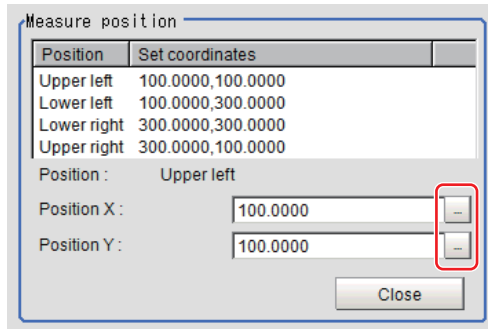 Measure position
Position Set coordinates
Upper left 100.0000,100.0000
Lower left 100.0000,300.0000
Lower right 300.0000,300.0000
Upper right 300.0000,100.0000
Position : Upper left
Position X : 100.0000 ...
Position Y : 100.0000 ...
Close